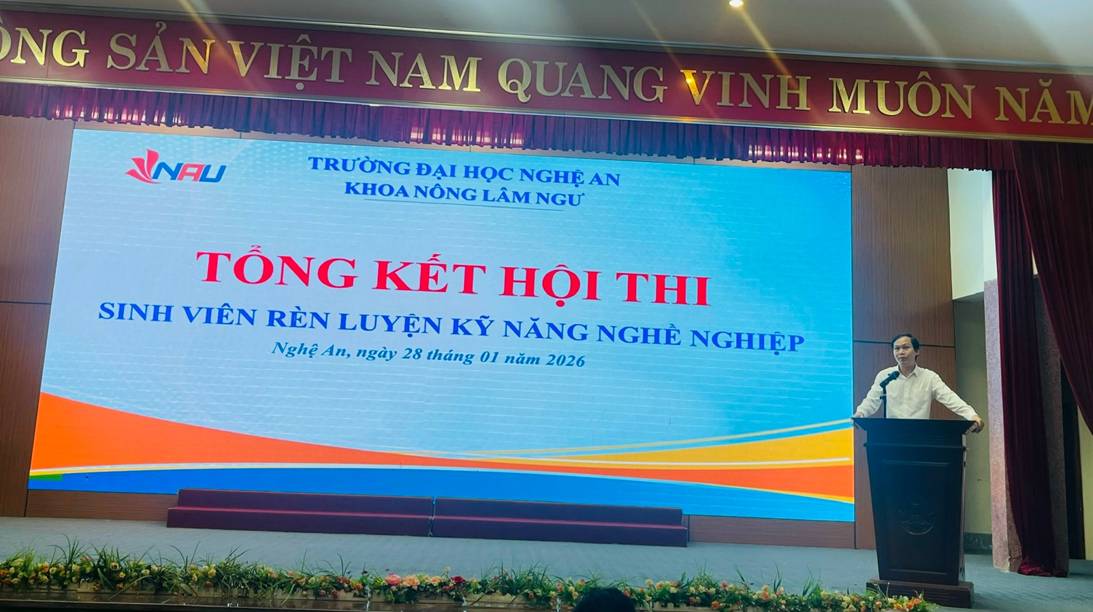 SẢN VIỆT NAM QUANG VINH MUÔN NĂM
NAU
TRƯỜNG ĐẠI HỌC NGHỆ AN
KHOA NÔNG LÂM NGƯ
TỔNG KẾT HỘI THI
SINH VIÊN RÈN LUYỆN KỸ NĂNG NGHỀ NGHIỆP
Nghệ An, ngày 28 tháng 01 năm 2026